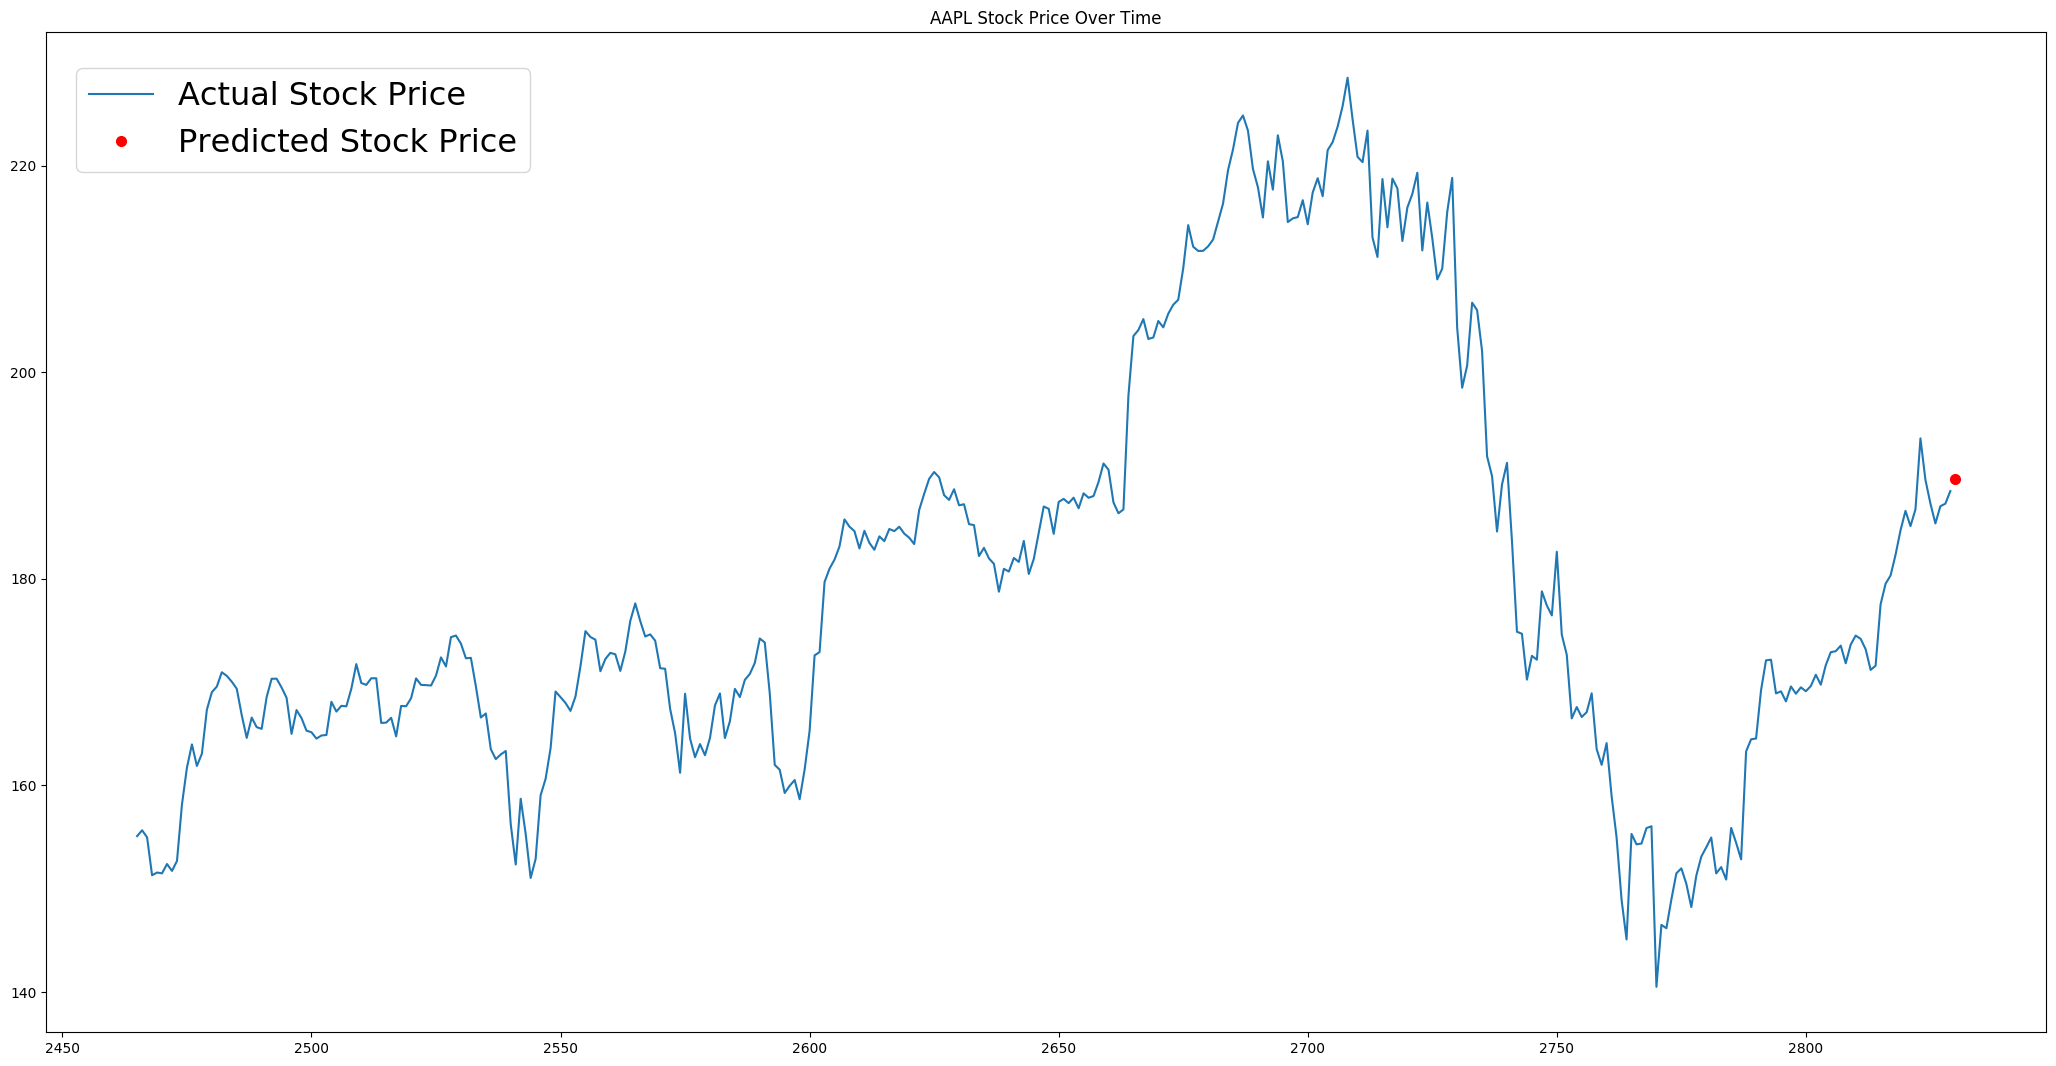 AAPL Stock Price Over Time
Actual Stock Price
Predicted Stock Price
220
200
180
160
140
2450 2500 2550 2600 2650 2700 2750 2800